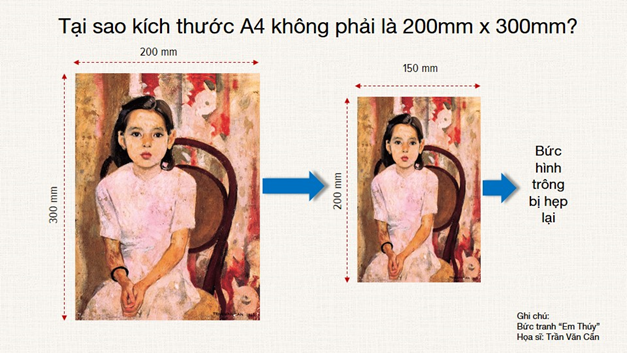 Tại sao kích thước A4 không phải là 200mm x 300mm?
200 mm
300 mm
150 mm
200 mm
Bức
hình
trông
bị hẹp
lại
Ghi chú:
Bức tranh “Em Thúy”
Họa sĩ: Trần Văn Cẩn